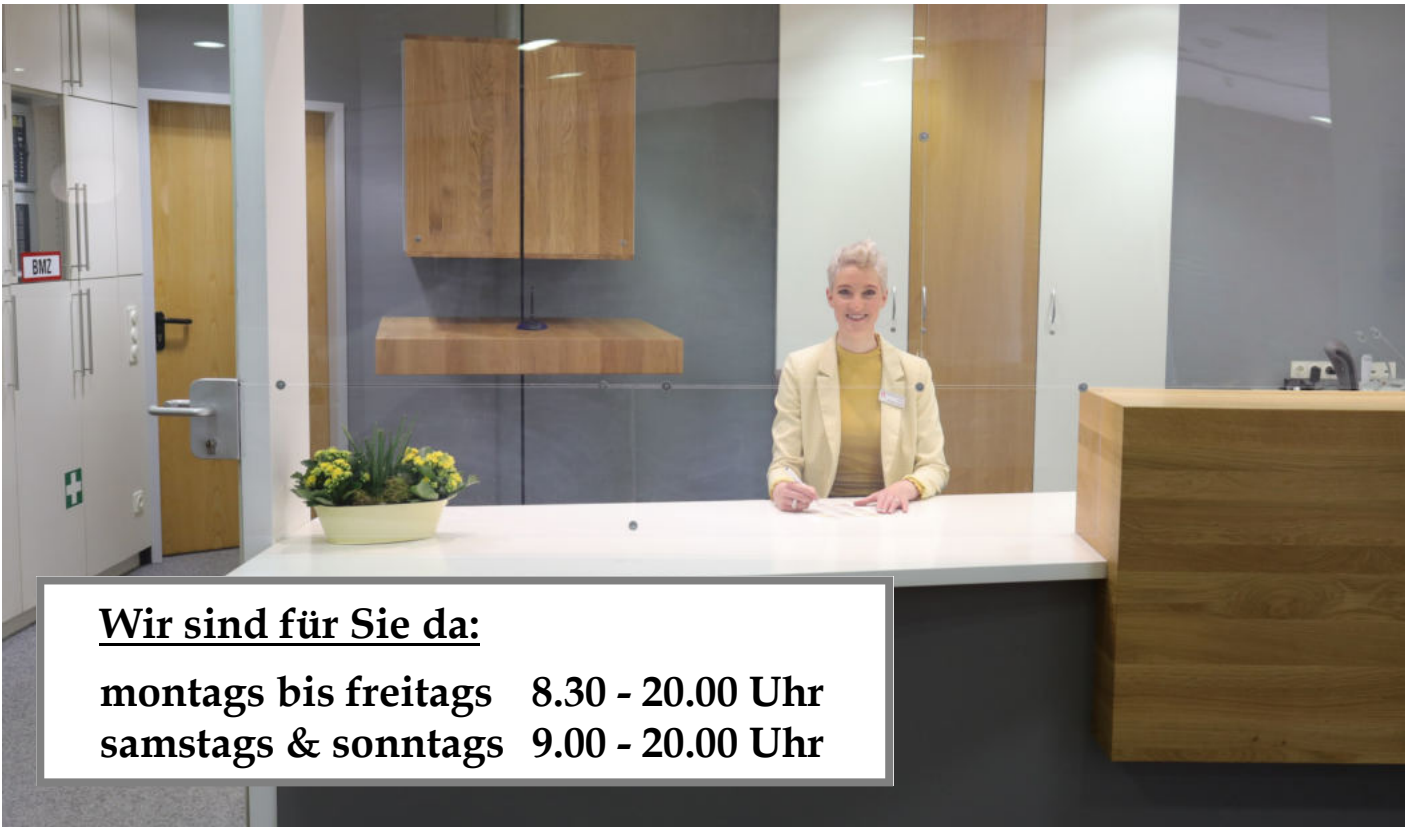 BMZ
Wir sind für Sie da:
montags bis freitags 8.30 - 20.00 Uhr
samstags & sonntags 9.00 - 20.00 Uhr